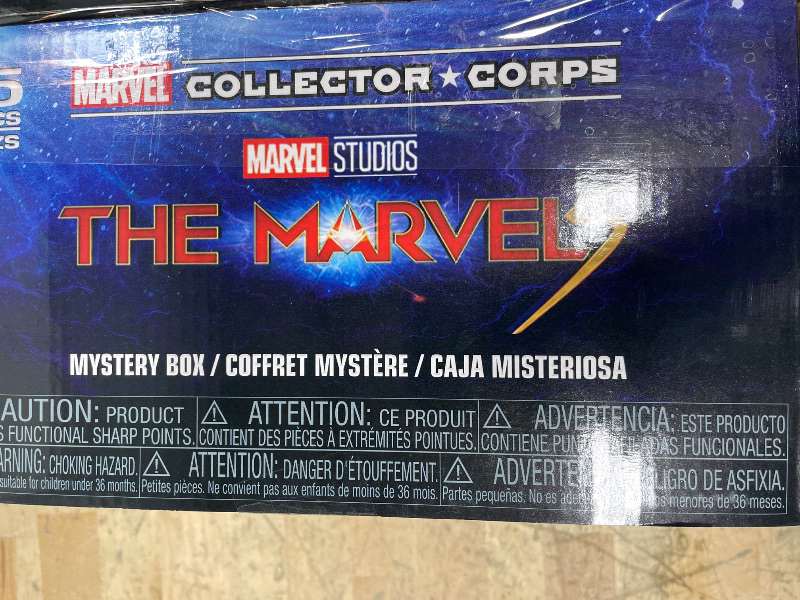 MARVEL COLLECTOR★CORPS
5
CS
ZS
MARVEL STUDIOS
THE MARVELS
MYSTERY BOX / COFFRET MYSTÈRE / CAJA MISTERIOSA
AUTION: PRODUCT
S FUNCTIONAL SHARP POINTS.
⚠ ATTENTION: CE PRODUIT
CONTIENT DES PIÈCES À EXTRÉMITÉS POINTUES.
⚠ ADVERTENCIA: ESTE PRODUCTO
CONTIENE FUNCIONALES.
ARNING: CHOKING HAZARD.
suitable for children under 36 months.
⚠ ATTENTION: DANGER D'ÉTOUFFEMENT.
Petites pièces. Ne convient pas aux enfants de moins de 36 mois.
⚠ DE ASFIXIA.
Partes pequeñas. No es menores de 36 meses.